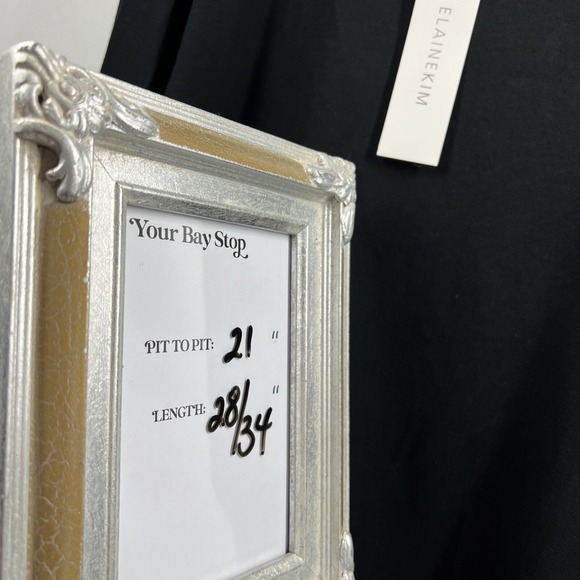 ELAINEKIM
Your Bay Stop
PIT TO PIT: 21 "
LENGTH: 28/34 "